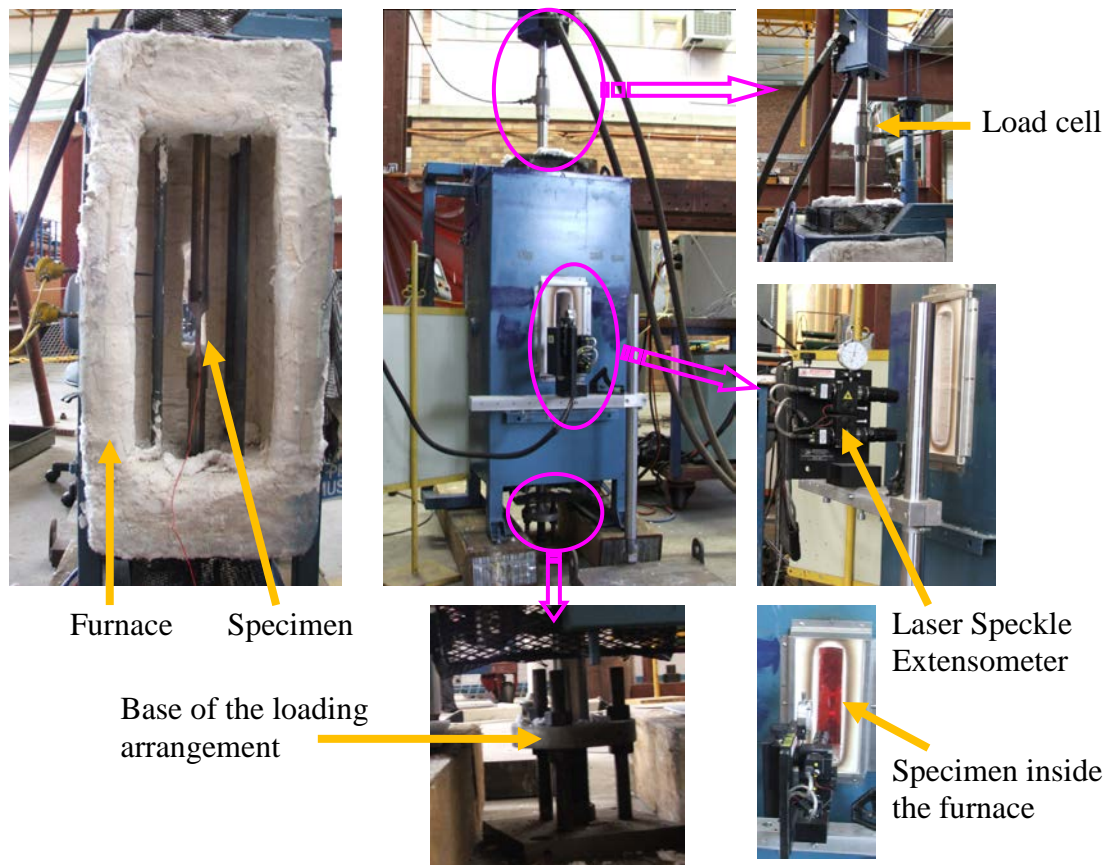 Load cell
Furnace
Specimen
Laser Speckle
Extensometer
Base of the loading
arrangement
Specimen inside
the furnace